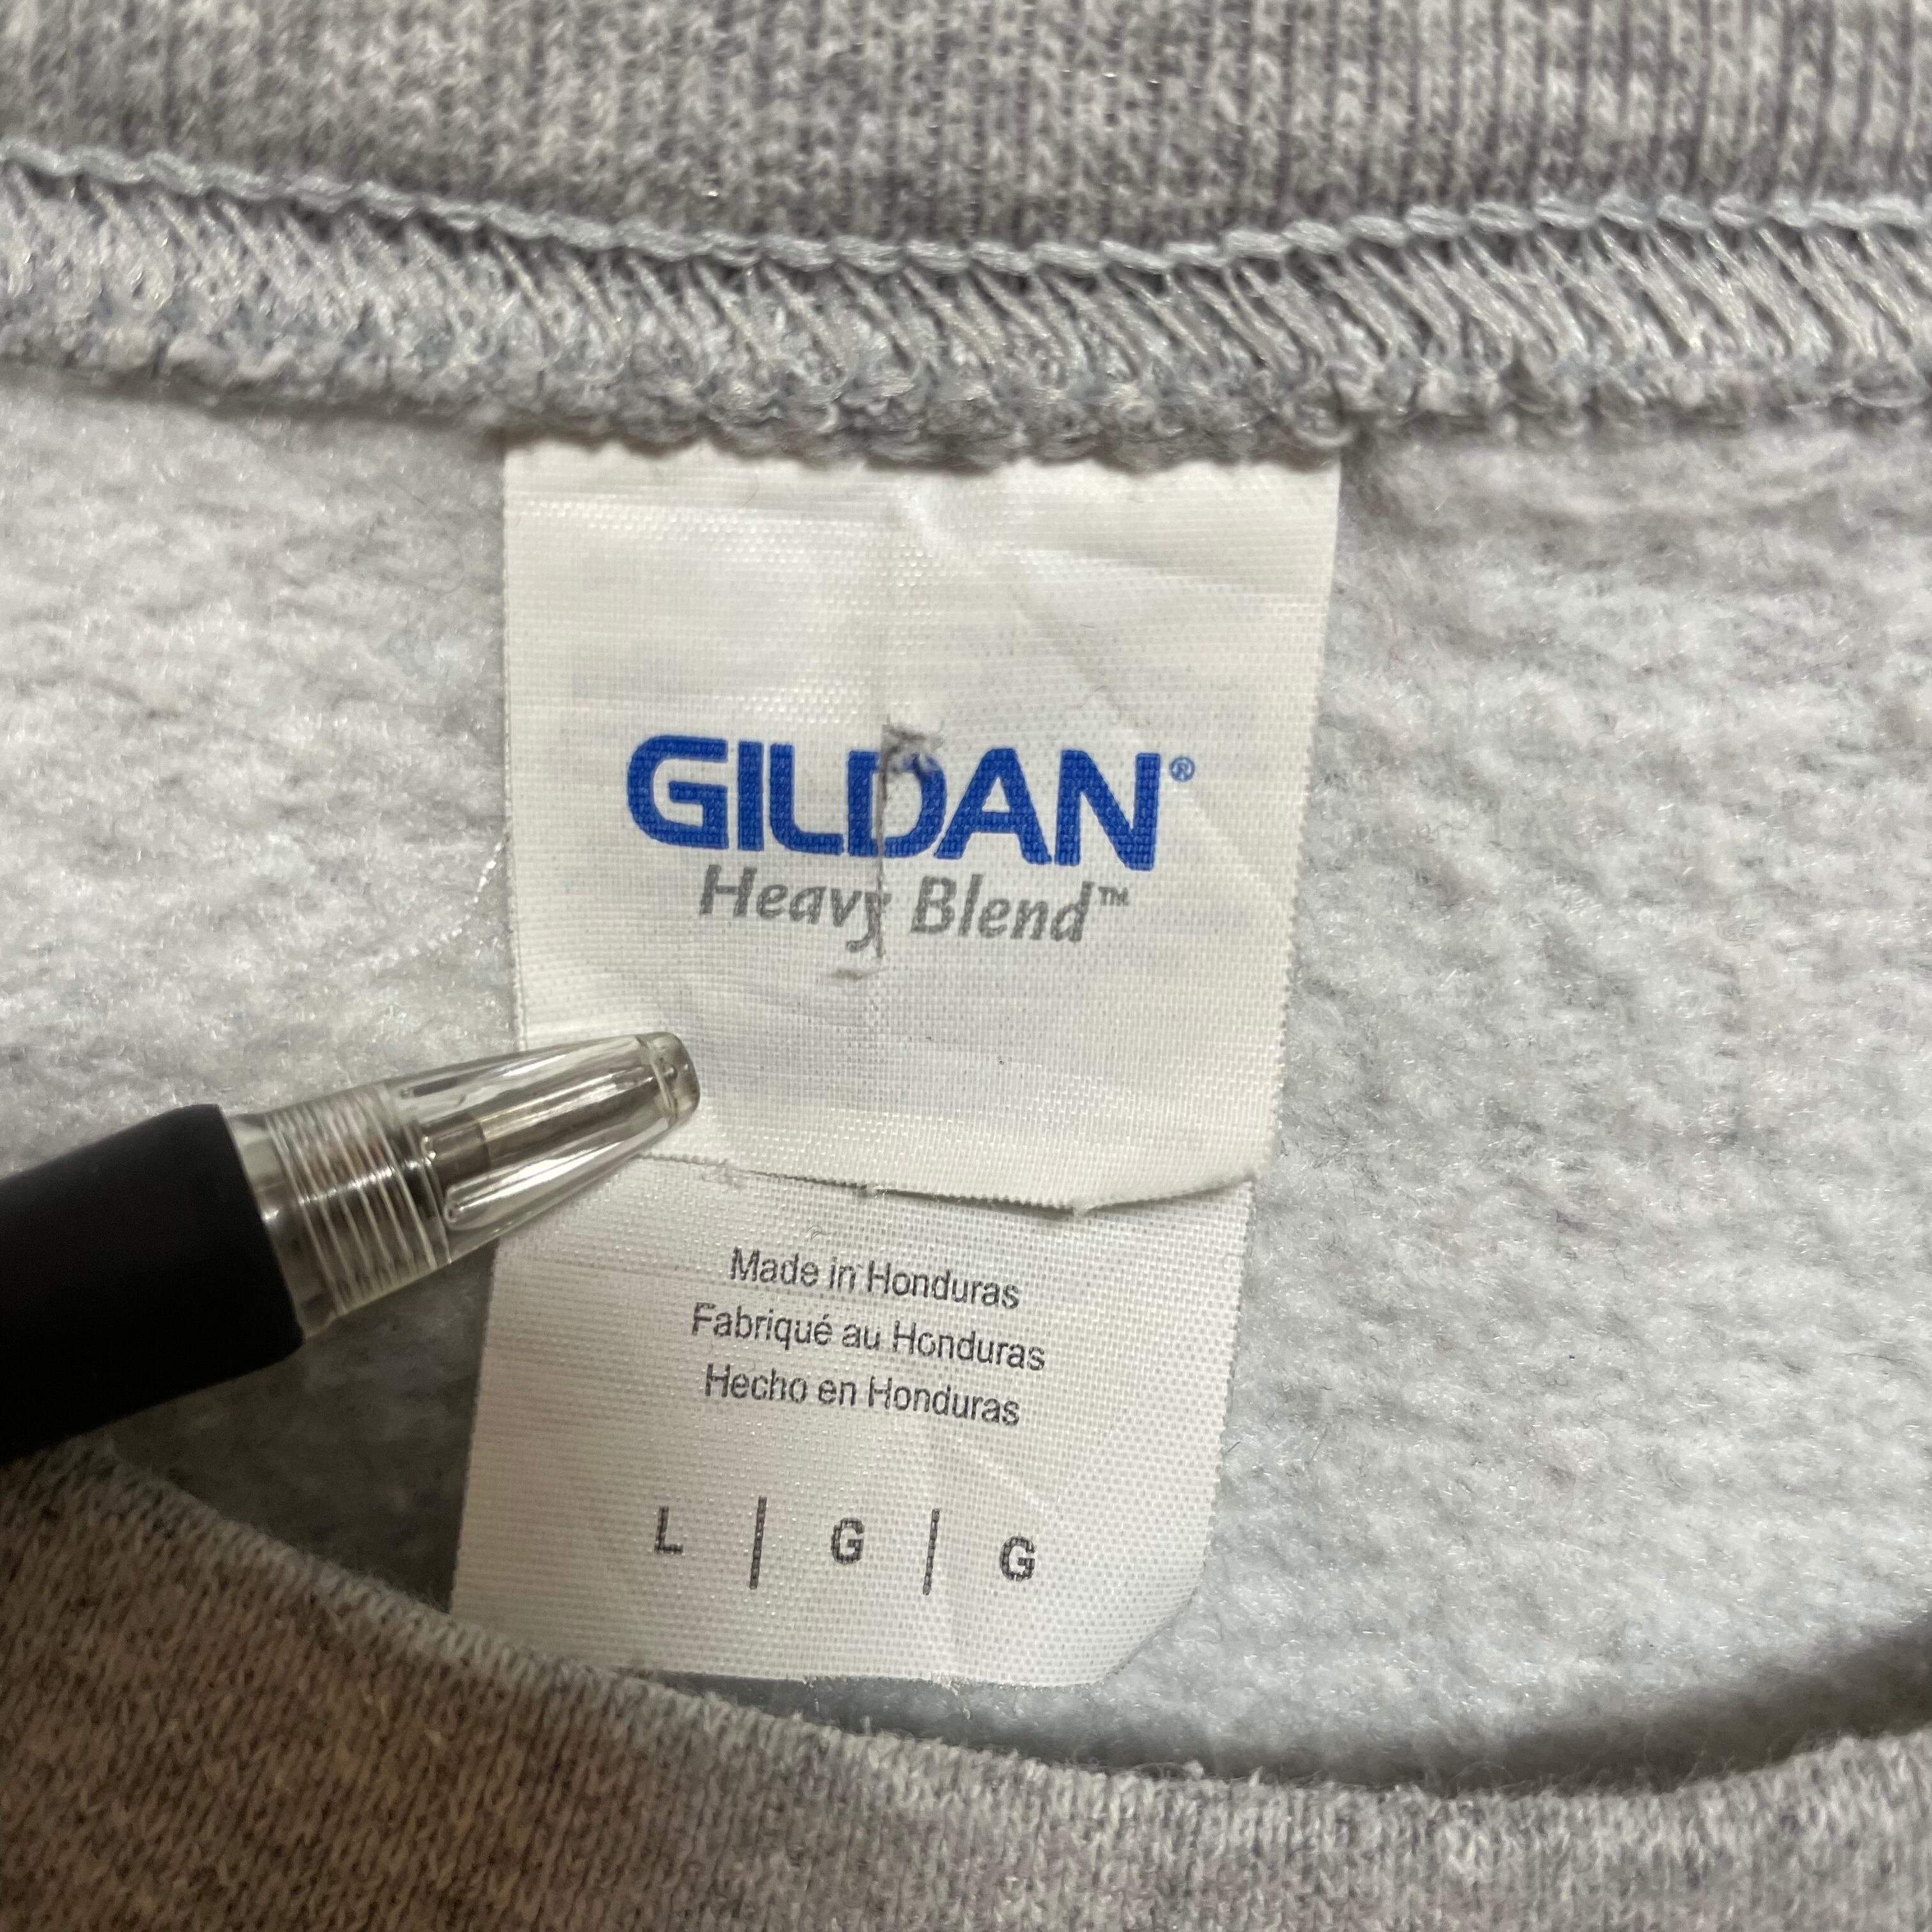 GILDAN®
Heavy Blend™
Made in Honduras
Fabriqué au Honduras
Hecho en Honduras
L | G | G